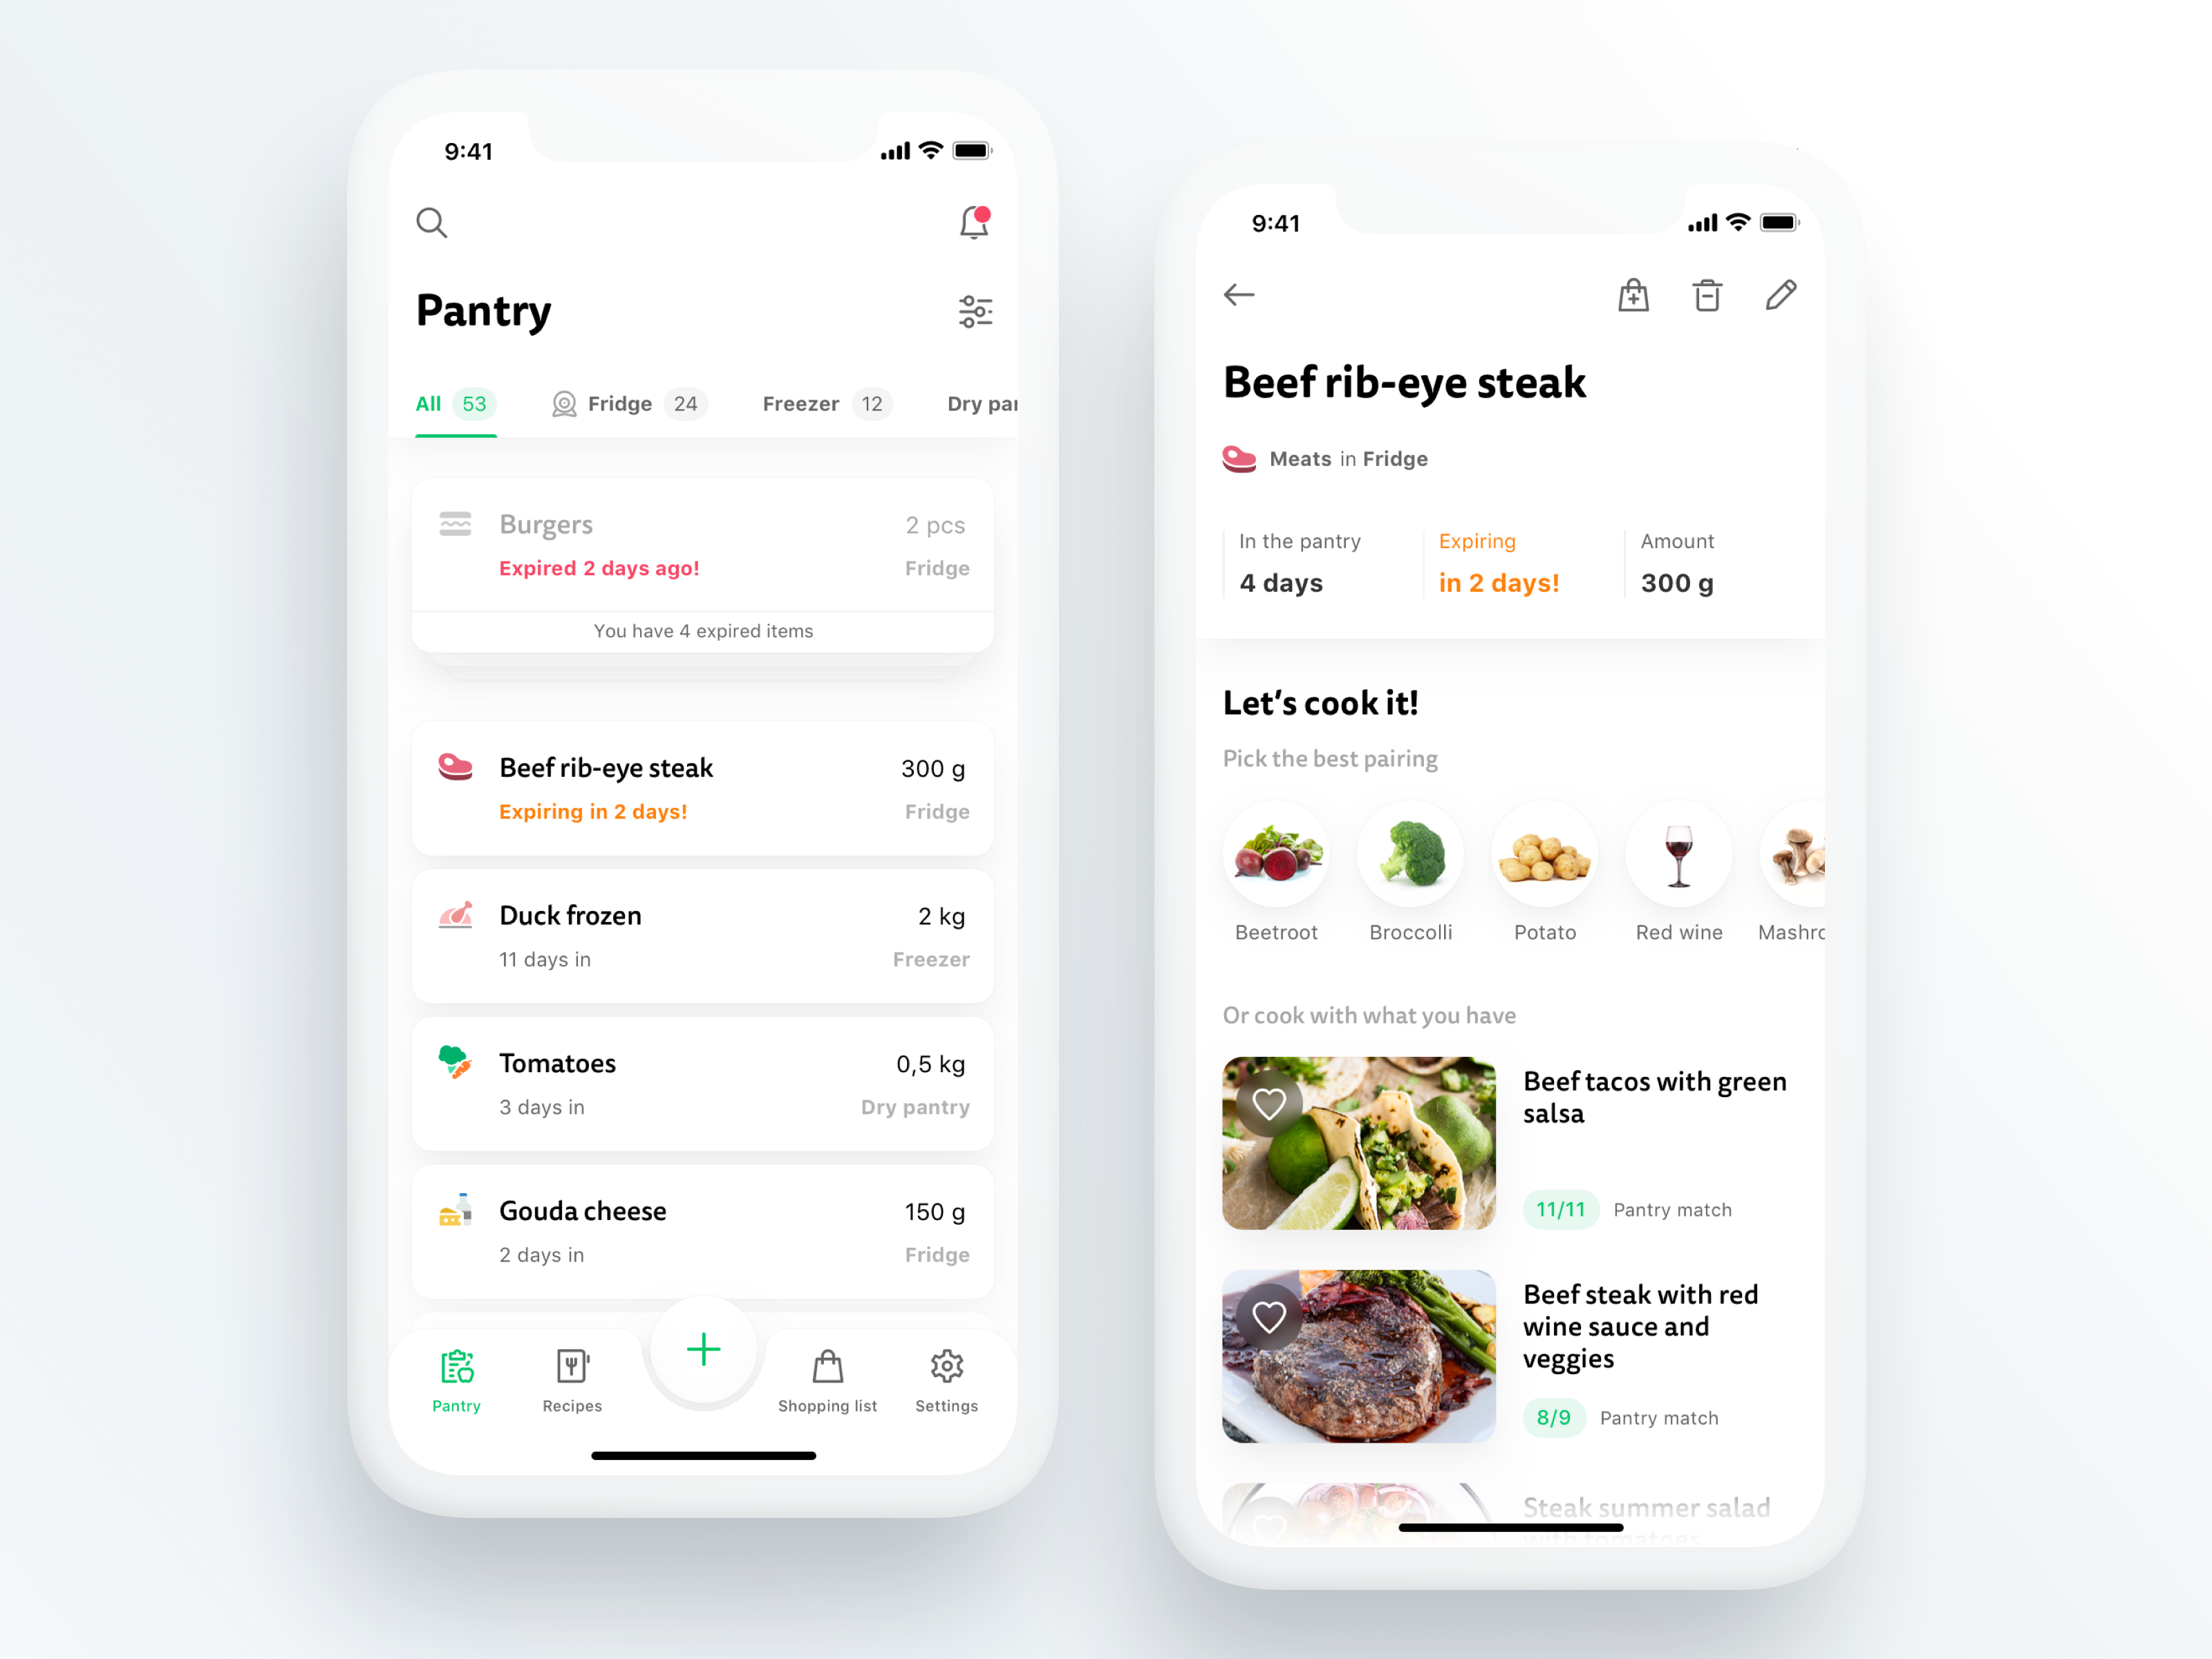 9:41
Pantry
All 53 Fridge 24 Freezer 12 Dry par
Burgers 2 pcs
Expired 2 days ago! Fridge
You have 4 expired items
Beef rib-eye steak 300 g
Expiring in 2 days! Fridge
Duck frozen 2 kg
11 days in Freezer
Tomatoes 0,5 kg
3 days in Dry pantry
Gouda cheese 150 g
2 days in Fridge
Pantry Recipes Shopping list Settings
9:41
Beef rib-eye steak
Meats in Fridge
In the pantry Expiring Amount
4 days in 2 days! 300 g
Let's cook it!
Pick the best pairing
Beetroot Broccolli Potato Red wine Mashro
Or cook with what you have
Beef tacos with green
salsa
11/11 Pantry match
Beef steak with red
wine sauce and
veggies
8/9 Pantry match
Steak summer salad
with tomatoes